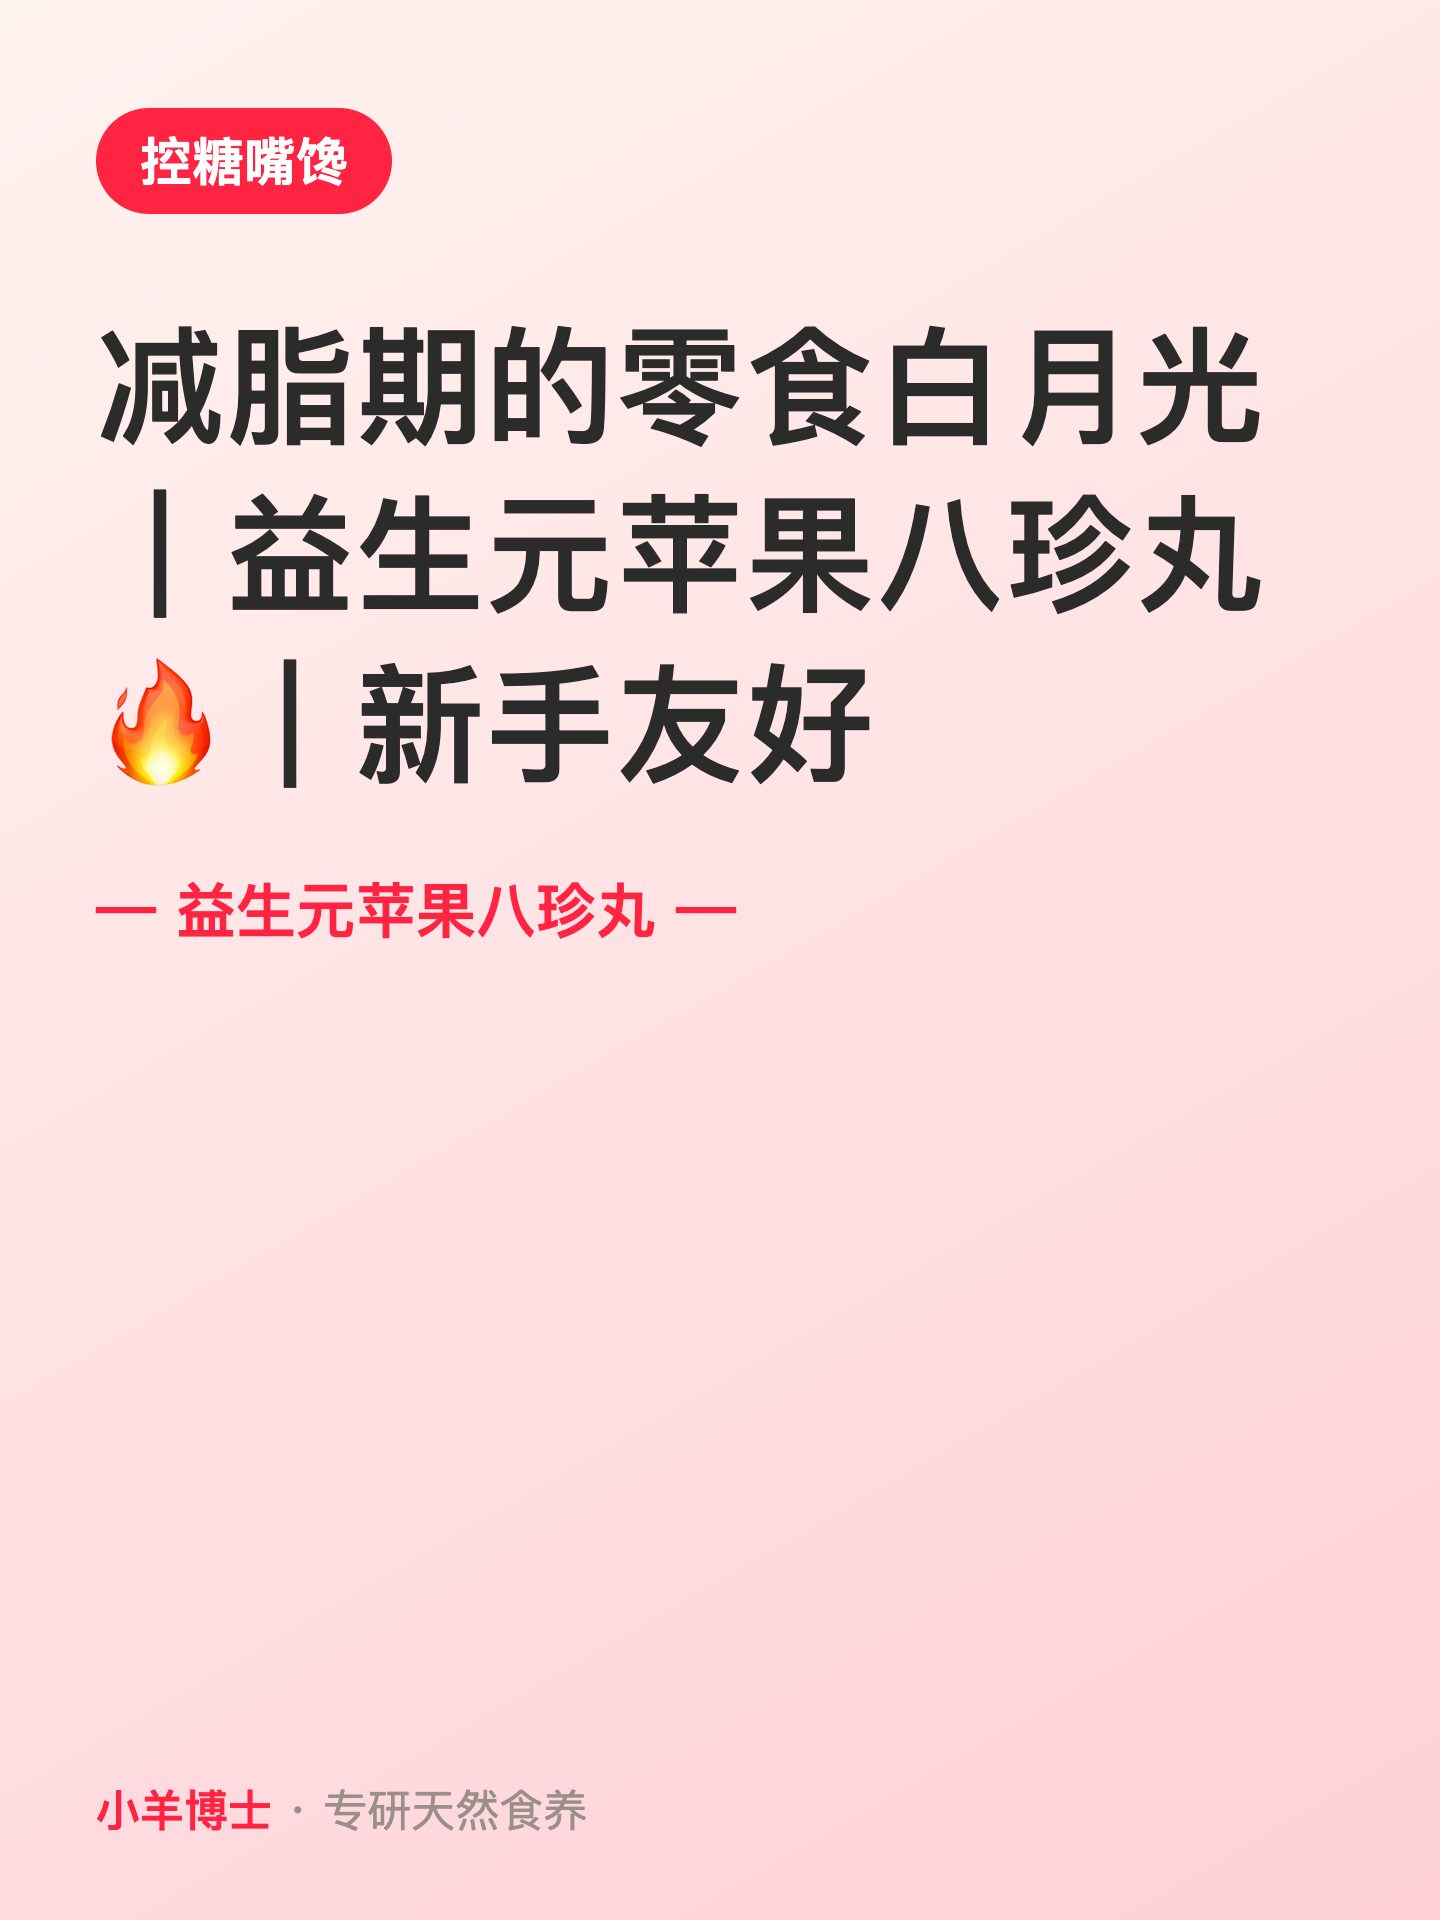 控糖嘴馋
减脂期的零食白月光
｜益生元苹果八珍丸
🔥｜新手友好
— 益生元苹果八珍丸 —
小羊博士 · 专研天然食养